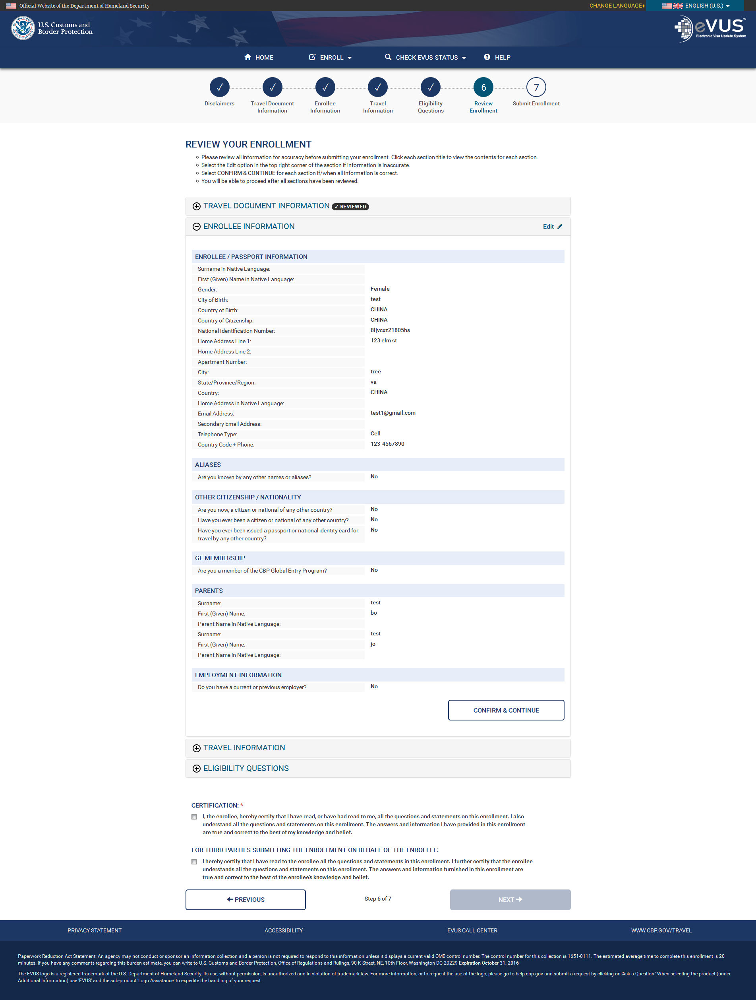 Official Website of the Department of Homeland Security
CHANGE LANGUAGE
ENGLISH (U.S.)
U.S. Customs and
Border Protection
eVUS™
Electronic Visa Update System
HOME
ENROLL
CHECK EVUS STATUS
HELP
6
7
Disclaimers
Travel Document
Information
Enrollee
Information
Travel
Information
Eligibility
Questions
Review
Enrollment
Submit Enrollment
REVIEW YOUR ENROLLMENT
Please review all information for accuracy before submitting your enrollment. Click each section title to view the contents for each section.
Select the Edit option in the top right corner of the section if information is inaccurate.
Select CONFIRM & CONTINUE for each section if/when all information is correct.
You will be able to proceed after all sections have been reviewed.
TRAVEL DOCUMENT INFORMATION ✓ REVIEWED
ENROLLEE INFORMATION
Edit
ENROLLEE / PASSPORT INFORMATION
Surname in Native Language:
First (Given) Name in Native Language:
Gender: Female
City of Birth: test
Country of Birth: CHINA
Country of Citizenship: CHINA
National Identification Number: 8ljvcxz21805hs
Home Address Line 1: 123 elm st
Home Address Line 2:
Apartment Number:
City: tree
State/Province/Region: va
Country: CHINA
Home Address in Native Language:
Email Address: test1@gmail.com
Secondary Email Address:
Telephone Type: Cell
Country Code + Phone: 123-4567890
ALIASES
Are you known by any other names or aliases? No
OTHER CITIZENSHIP / NATIONALITY
Are you now, a citizen or national of any other country? No
Have you ever been a citizen or national of any other country? No
Have you ever been issued a passport or national identity card for No
travel by any other country?
GE MEMBERSHIP
Are you a member of the CBP Global Entry Program? No
PARENTS
Surname: test
First (Given) Name: bo
Parent Name in Native Language:
Surname: test
First (Given) Name: jo
Parent Name in Native Language:
EMPLOYMENT INFORMATION
Do you have a current or previous employer? No
CONFIRM & CONTINUE
TRAVEL INFORMATION
ELIGIBILITY QUESTIONS
CERTIFICATION: *
I, the enrollee, hereby certify that I have read, or have had read to me, all the questions and statements on this enrollment. I also
understand all the questions and statements on this enrollment. The answers and information I have provided in this enrollment
are true and correct to the best of my knowledge and belief.
FOR THIRD-PARTIES SUBMITTING THE ENROLLMENT ON BEHALF OF THE ENROLLEE:
I hereby certify that I have read to the enrollee all the questions and statements in this enrollment. I further certify that the enrollee
understands all the questions and statements on this enrollment. The answers and information furnished in this enrollment are
true and correct to the best of the enrollee's knowledge and belief.
PREVIOUS
Step 6 of 7
NEXT
PRIVACY STATEMENT
ACCESSIBILITY
EVUS CALL CENTER
WWW.CBP.GOV/TRAVEL
Paperwork Reduction Act Statement: An agency may not conduct or sponsor an information collection and a person is not required to respond to this information unless it displays a current valid OMB control number. The control number for this collection is 1651-0111. The estimated average time to complete this enrollment is 20
minutes. If you have any comments regarding this burden estimate, you can write to U.S. Customs and Border Protection, Office of Regulations and Rulings, 90 K Street, NE, 10th Floor, Washington DC 20229 Expiration October 31, 2016
The EVUS logo is a registered trademark of the U.S. Department of Homeland Security. Its use, without permission, is unauthorized and in violation of trademark law. For more information, or to request the use of the logo, please go to help.cbp.gov and submit a request by clicking on 'Ask a Question.' When selecting the product (under
Additional Information) use 'EVUS' and the sub-product 'Logo Assistance' to expedite the handling of your request.